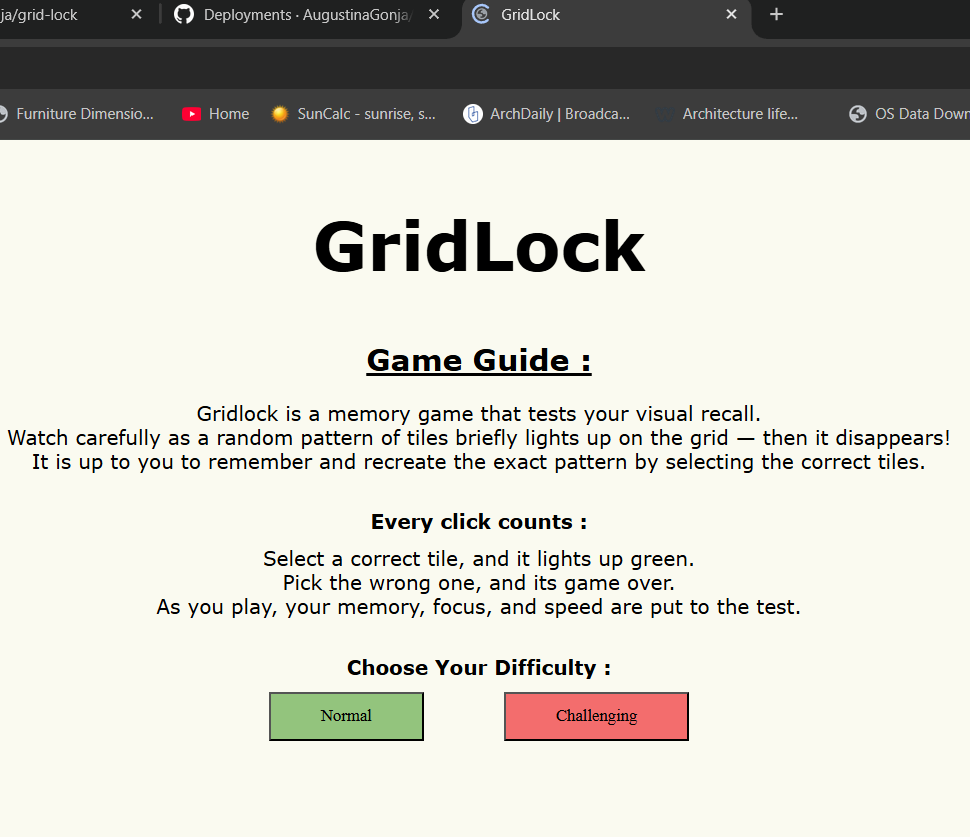 ja/grid-lock
Deployments · AugustinaGonja/
GridLock
Furniture Dimensio...
Home
SunCalc - sunrise, s...
ArchDaily | Broadca...
Architecture life...
OS Data Down
GridLock
Game Guide :
Gridlock is a memory game that tests your visual recall.
Watch carefully as a random pattern of tiles briefly lights up on the grid — then it disappears!
It is up to you to remember and recreate the exact pattern by selecting the correct tiles.
Every click counts :
Select a correct tile, and it lights up green.
Pick the wrong one, and its game over.
As you play, your memory, focus, and speed are put to the test.
Choose Your Difficulty :
Normal
Challenging